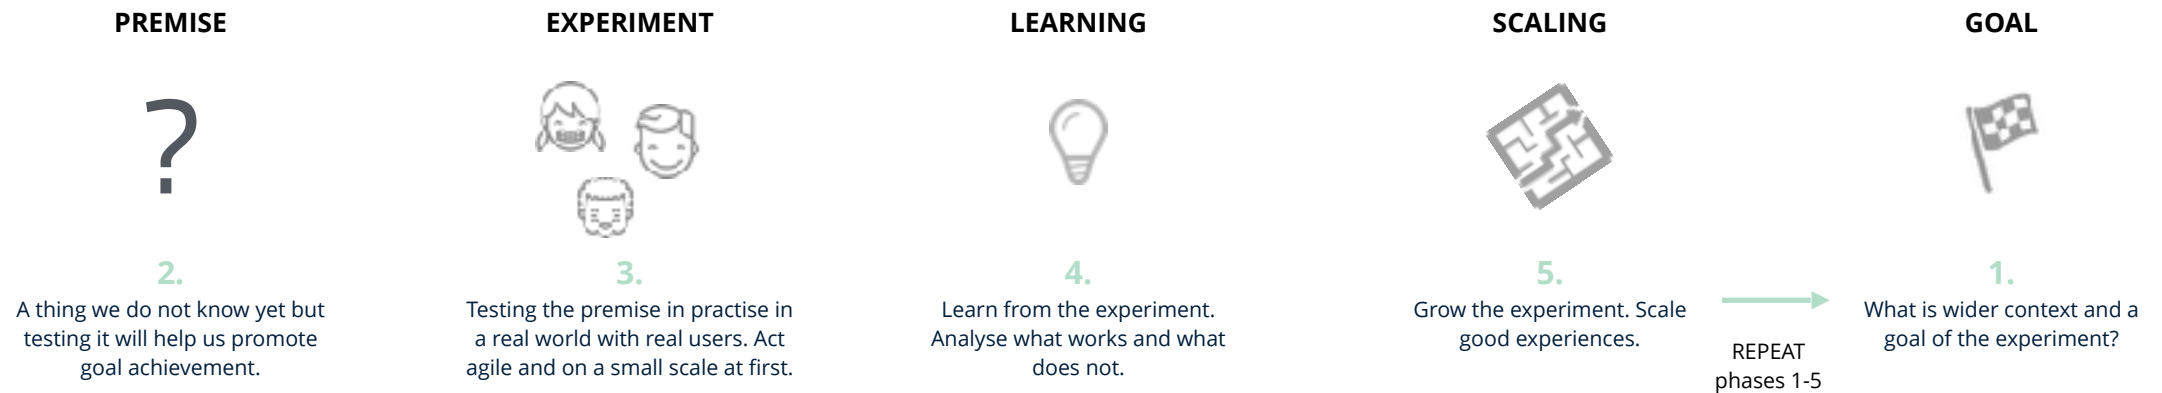 PREMISE
EXPERIMENT
LEARNING
SCALING
GOAL
?
2.
A thing we do not know yet but
testing it will help us promote
goal achievement.
3.
Testing the premise in practise in
a real world with real users. Act
agile and on a small scale at first.
4.
Learn from the experiment.
Analyse what works and what
does not.
5.
Grow the experiment. Scale
good experiences.
REPEAT
phases 1-5
1.
What is wider context and a
goal of the experiment?